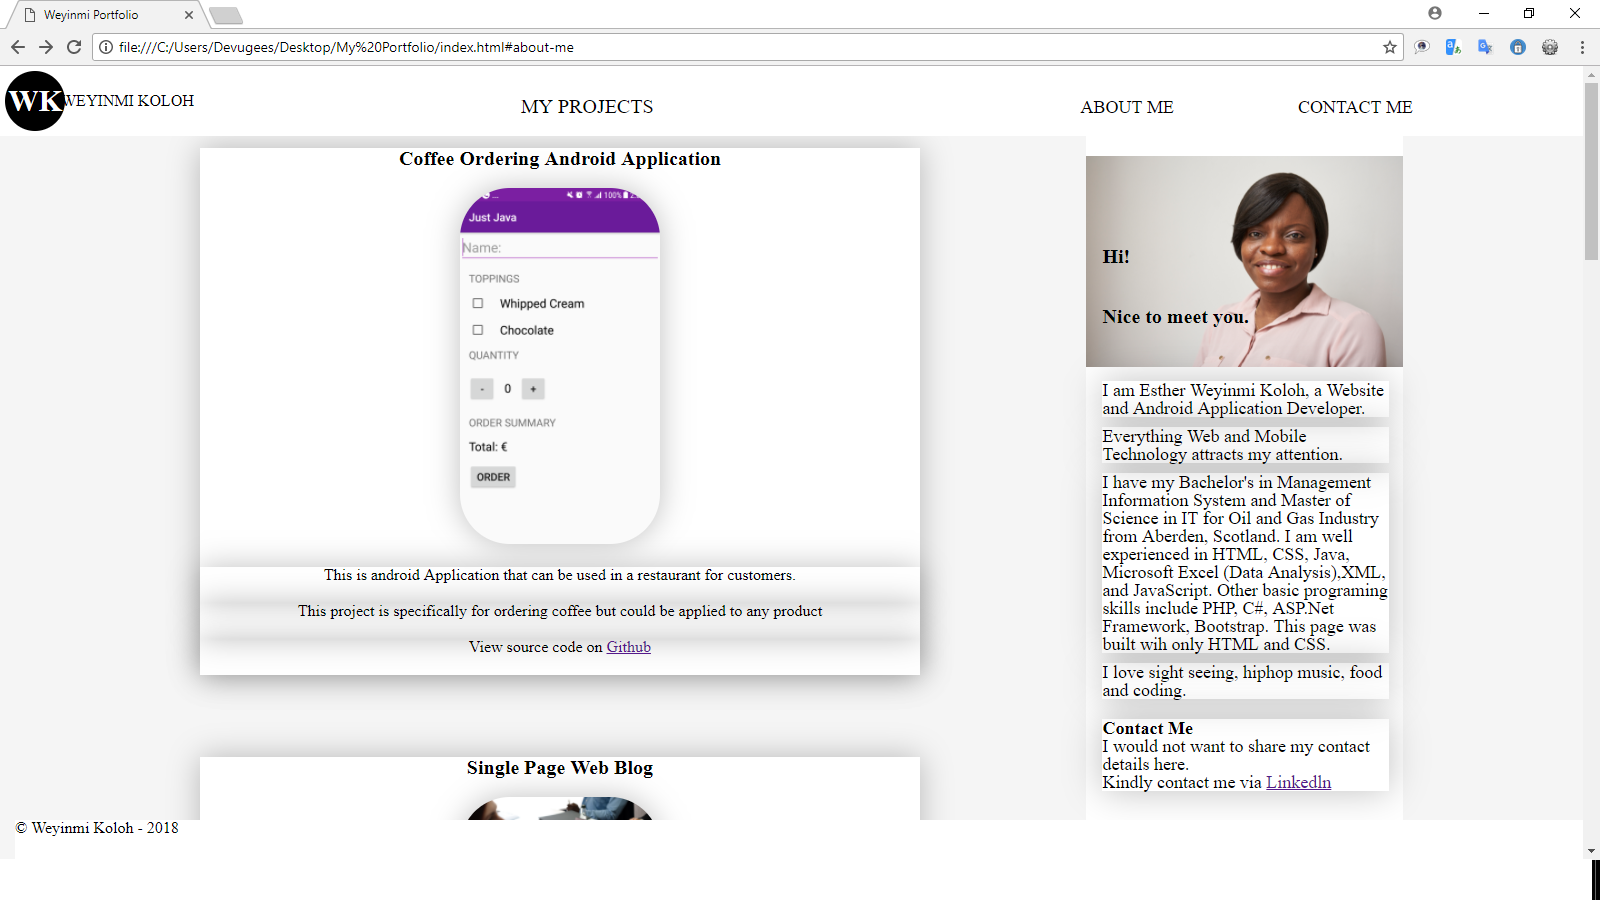 Weyinmi Portfolio
file:///C:/Users/Devugees/Desktop/My%20Portfolio/index.html#about-me
WK
WEYINMI KOLOH
MY PROJECTS
ABOUT ME
CONTACT ME
Coffee Ordering Android Application
100%
Just Java
Name:
TOPPINGS
Whipped Cream
Chocolate
QUANTITY
- 0 +
ORDER SUMMARY
Total: €
ORDER
This is android Application that can be used in a restaurant for customers.
This project is specifically for ordering coffee but could be applied to any product
View source code on Github
Single Page Web Blog
Hi!
Nice to meet you.
I am Esther Weyinmi Koloh, a Website
and Android Application Developer.
Everything Web and Mobile
Technology attracts my attention.
I have my Bachelor's in Management
Information System and Master of
Science in IT for Oil and Gas Industry
from Aberden, Scotland. I am well
experienced in HTML, CSS, Java,
Microsoft Excel (Data Analysis),XML,
and JavaScript. Other basic programing
skills include PHP, C#, ASP.Net
Framework, Bootstrap. This page was
built wih only HTML and CSS.
I love sight seeing, hiphop music, food
and coding.
Contact Me
I would not want to share my contact
details here.
Kindly contact me via LinkedIn
© Weyinmi Koloh - 2018